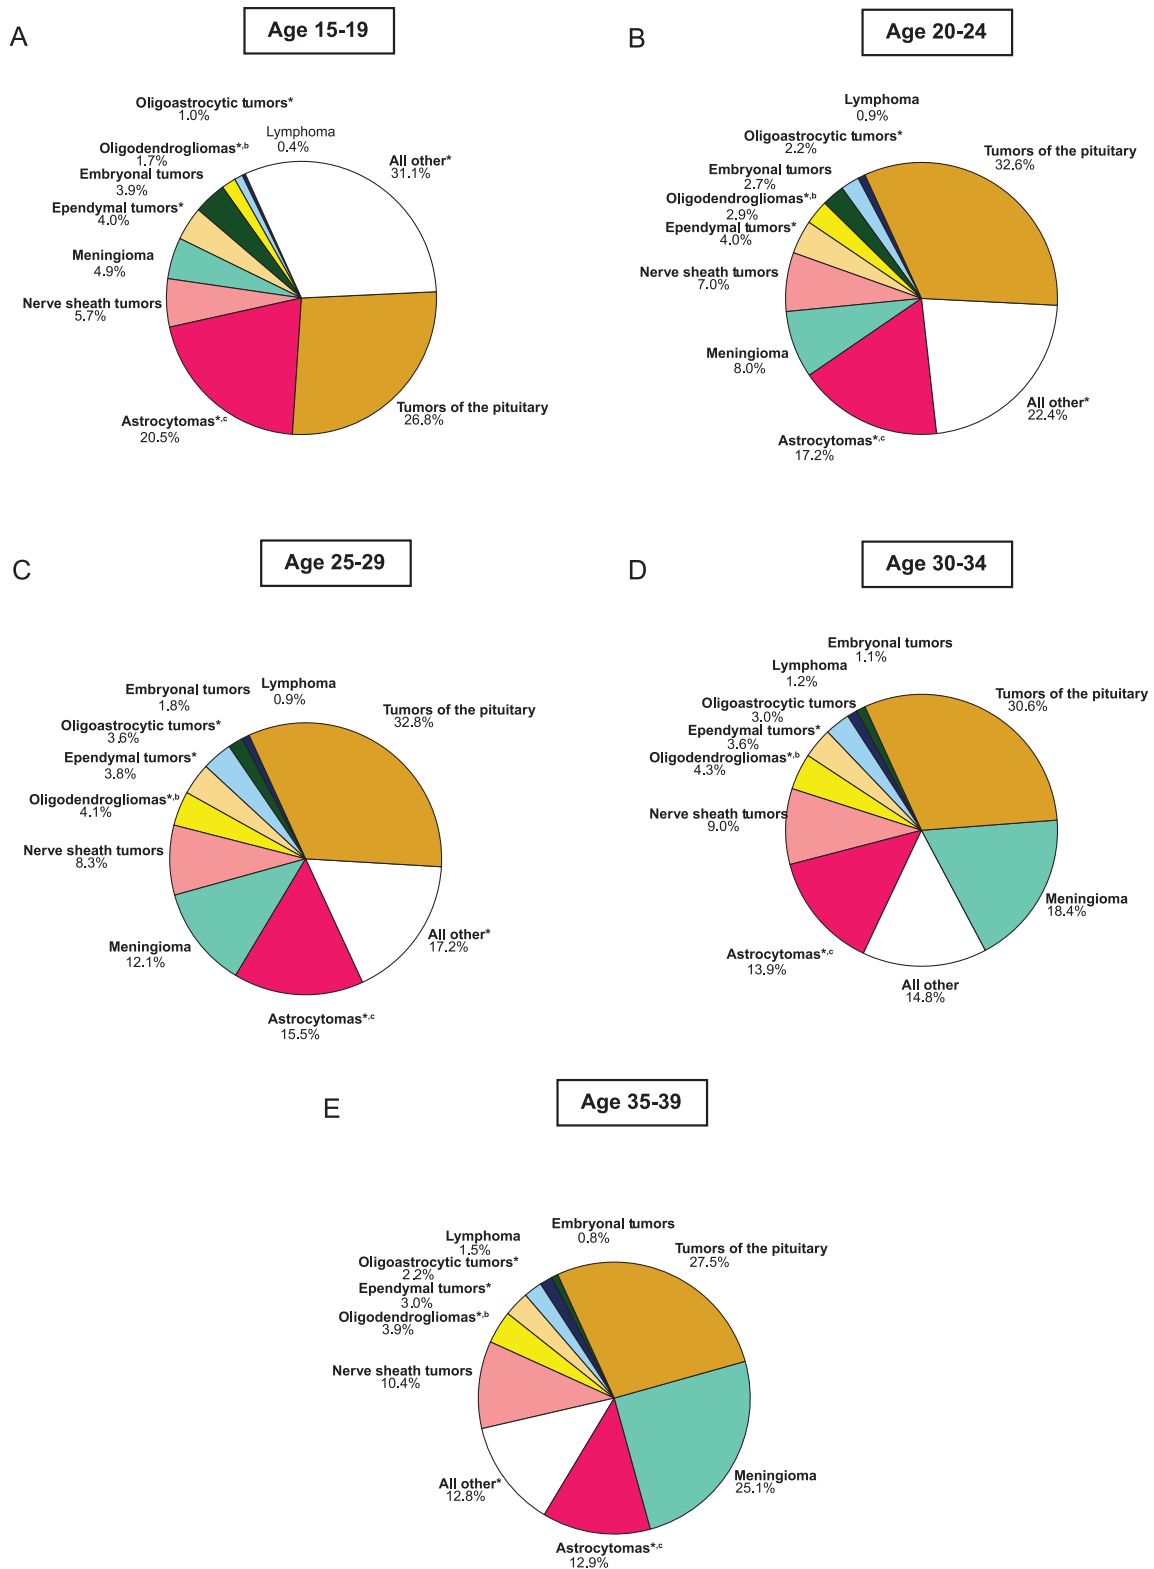 A
Age 15-19
Oligoastrocytic tumors*
1.0%
Lymphoma
0.4%
Oligodendrogliomas*,b
1.7%
All other*
31.1%
Embryonal tumors
3.9%
Ependymal tumors*
4.0%
Meningioma
4.9%
Nerve sheath tumors
5.7%
Astrocytomas*,c
20.5%
Tumors of the pituitary
26.8%
B
Age 20-24
Lymphoma
0.9%
Oligoastrocytic tumors*
2.2%
Tumors of the pituitary
32.6%
Embryonal tumors
2.7%
Oligodendrogliomas*,b
2.9%
Ependymal tumors*
4.0%
Nerve sheath tumors
7.0%
Meningioma
8.0%
All other*
22.4%
Astrocytomas*,c
17.2%
C
Age 25-29
Embryonal tumors
1.8%
Lymphoma
0.9%
Tumors of the pituitary
32.8%
Oligoastrocytic tumors*
3.6%
Ependymal tumors*
3.8%
Oligodendrogliomas*,b
4.1%
Nerve sheath tumors
8.3%
Meningioma
12.1%
All other*
17.2%
Astrocytomas*,c
15.5%
D
Age 30-34
Embryonal tumors
1.1%
Lymphoma
1.2%
Tumors of the pituitary
30.6%
Oligoastrocytic tumors
3.0%
Ependymal tumors*
3.6%
Oligodendrogliomas*,b
4.3%
Nerve sheath tumors
9.0%
Meningioma
18.4%
Astrocytomas*,c
13.9%
All other
14.8%
E
Age 35-39
Embryonal tumors
0.8%
Lymphoma
1.5%
Tumors of the pituitary
27.5%
Oligoastrocytic tumors*
2.2%
Ependymal tumors*
3.0%
Oligodendrogliomas*,b
3.9%
Nerve sheath tumors
10.4%
All other*
12.8%
Meningioma
25.1%
Astrocytomas*,c
12.9%